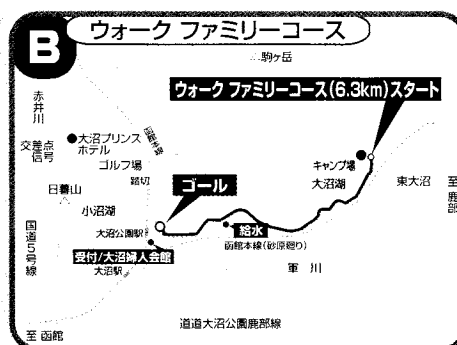 B
ウォーク ファミリーコース
駒ヶ岳
ウォーク ファミリーコース(6.3km)スタート
赤井川
交差点
信号
大沼プリンス
ホテル
函館本線
ゴルフ場
踏切
キャンプ場
大沼湖
東大沼
至鹿部
日暮山
ゴール
小沼湖
国道5号線
大沼公園駅
給水
函館本線(砂原廻り)
受付/大沼婦人会館
大沼駅
軍川
道道大沼公園鹿部線
至函館